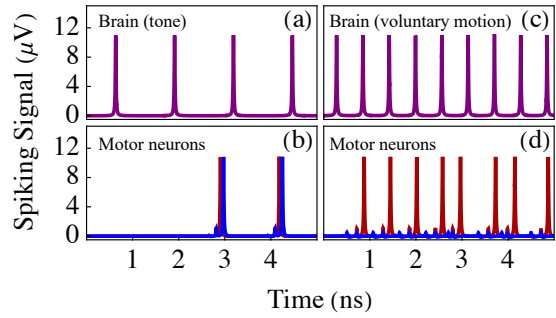 Spiking Signal (μV)
Brain (tone) (a)
12
8
4
0
Brain (voluntary motion) (c)
Motor neurons (b)
12
8
4
0
Motor neurons (d)
1 2 3 4
1 2 3 4
Time (ns)